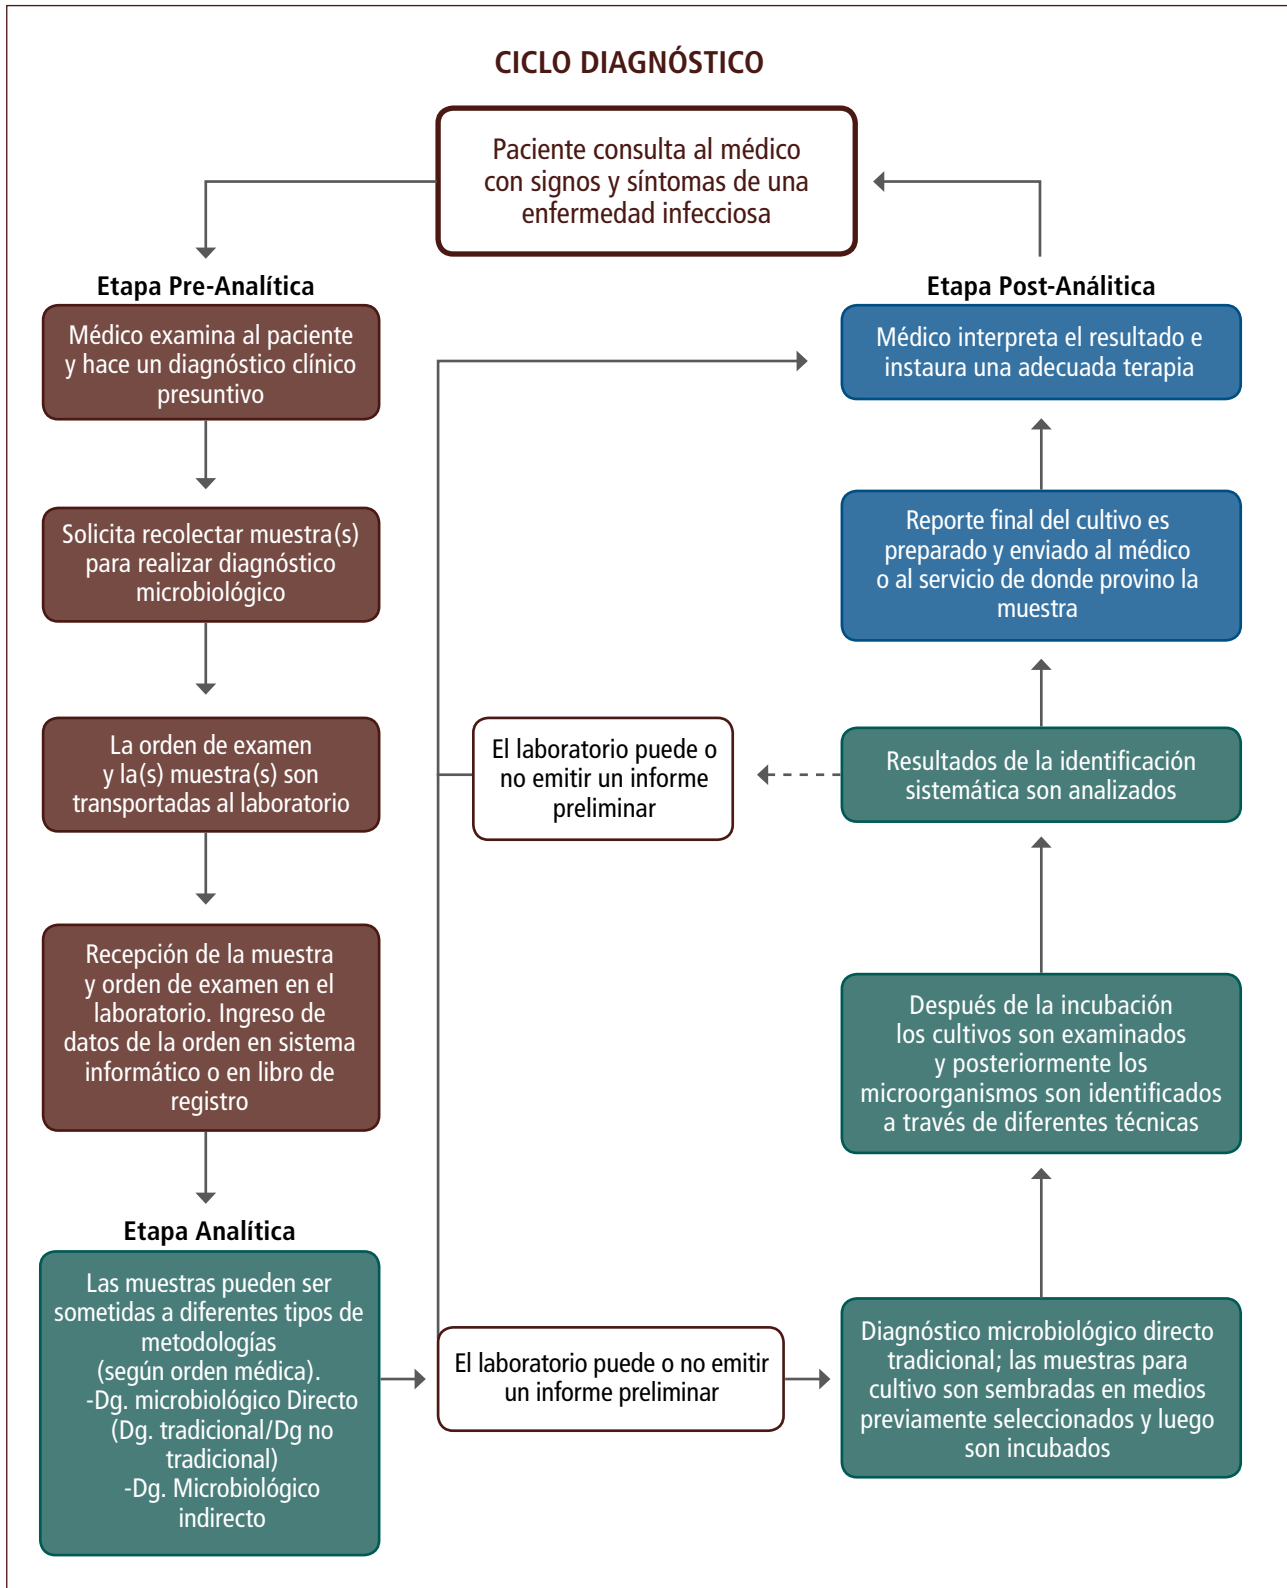 CICLO DIAGNÓSTICO
Paciente consulta al médico
con signos y síntomas de una
enfermedad infecciosa
Etapa Pre-Analítica
Médico examina al paciente
y hace un diagnóstico clínico
presuntivo
Solicita recolectar muestra(s)
para realizar diagnóstico
microbiológico
La orden de examen
y la(s) muestra(s) son
transportadas al laboratorio
Recepción de la muestra
y orden de examen en el
laboratorio. Ingreso de
datos de la orden en sistema
informático o en libro de
registro
Etapa Analítica
Las muestras pueden ser
sometidas a diferentes tipos de
metodologías
(según orden médica).
-Dg. microbiológico Directo
(Dg. tradicional/Dg no
tradicional)
-Dg. Microbiológico
indirecto
El laboratorio puede o no emitir
un informe preliminar
Diagnóstico microbiológico directo
tradicional; las muestras para
cultivo son sembradas en medios
previamente seleccionados y luego
son incubados
Después de la incubación
los cultivos son examinados
y posteriormente los
microorganismos son identificados
a través de diferentes técnicas
Resultados de la identificación
sistemática son analizados
El laboratorio puede o
no emitir un informe
preliminar
Reporte final del cultivo es
preparado y enviado al médico
o al servicio de donde provino la
muestra
Etapa Post-Análitica
Médico interpreta el resultado e
instaura una adecuada terapia